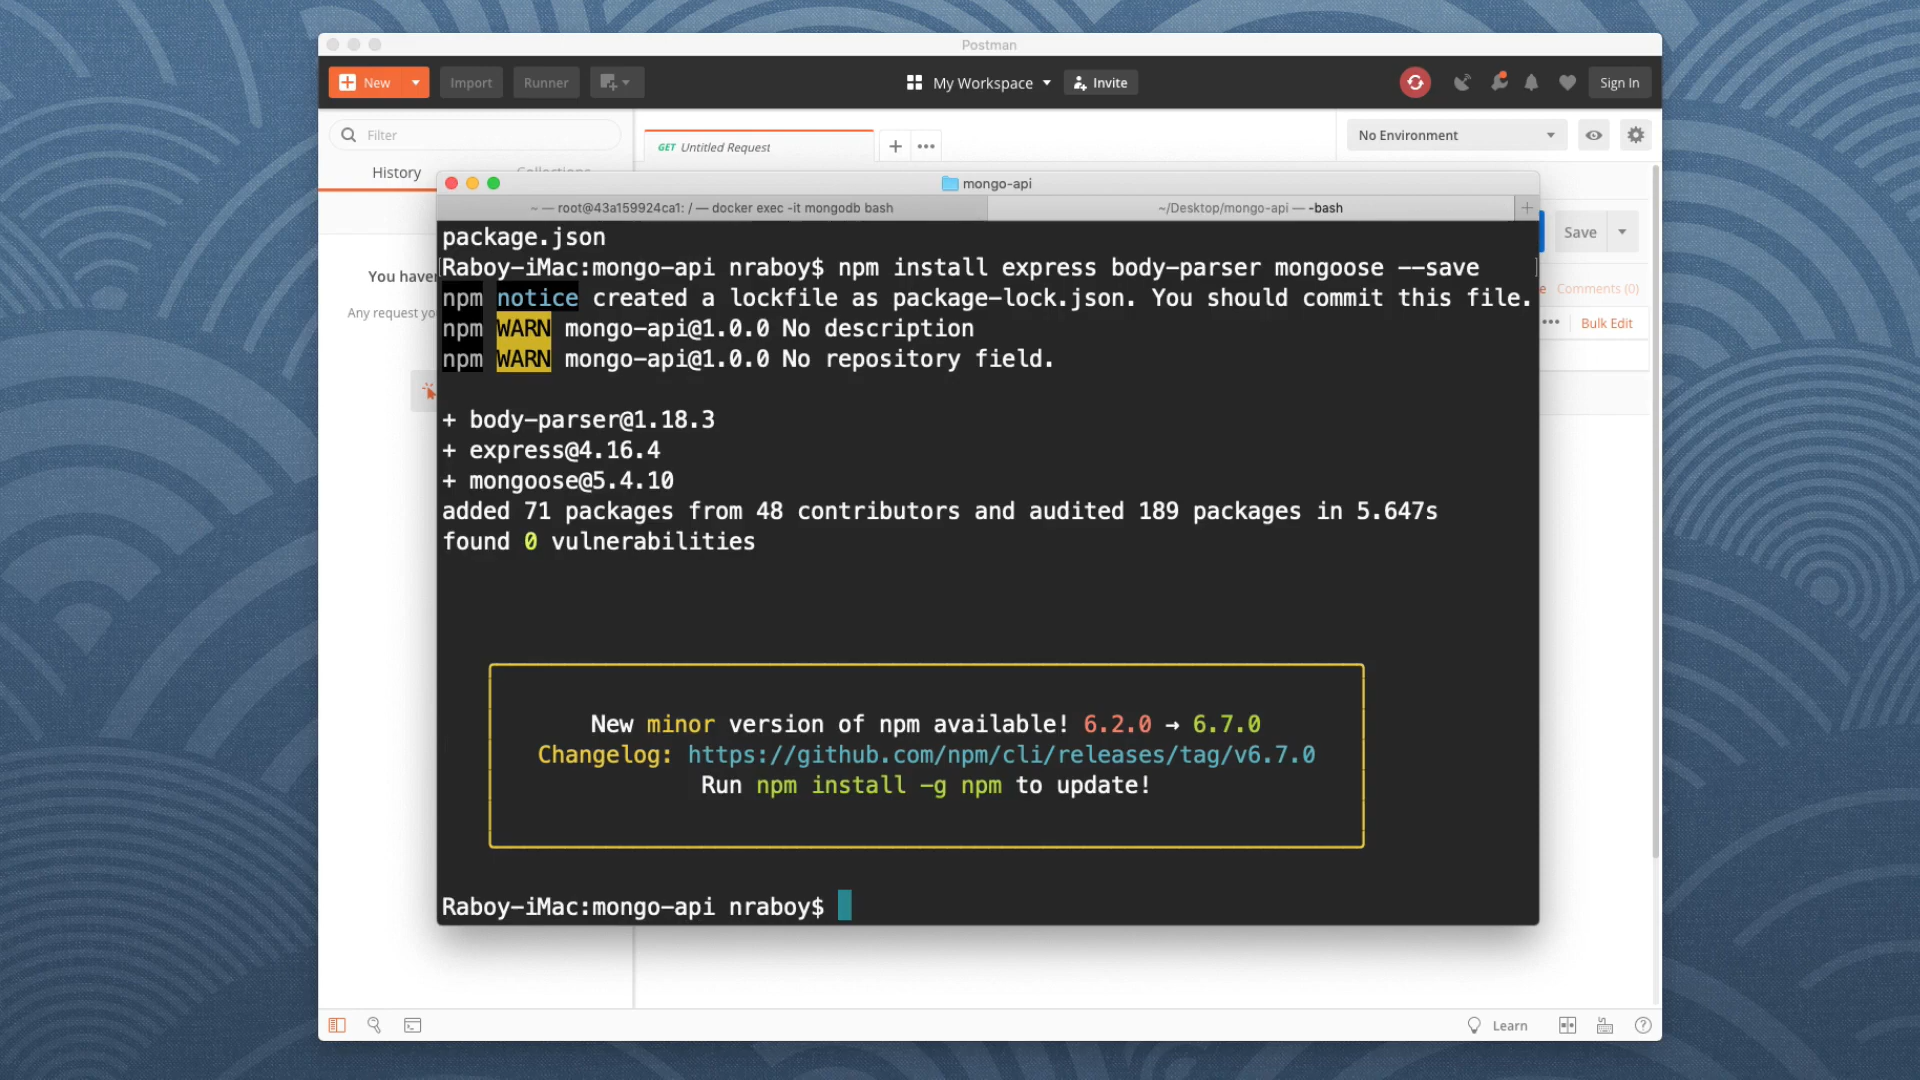 Postman
New
Import
Runner
My Workspace
Invite
Sign In
Filter
GET Untitled Request
No Environment
History
Collections
mongo-api
~ — root@43a159924ca1: / — docker exec -it mongodb bash
~/Desktop/mongo-api — -bash
Save
You haven
Any request yo
Comments (0)
Bulk Edit
package.json
Raboy-iMac:mongo-api nraboy$ npm install express body-parser mongoose --save
npm notice created a lockfile as package-lock.json. You should commit this file.
npm WARN mongo-api@1.0.0 No description
npm WARN mongo-api@1.0.0 No repository field.
+ body-parser@1.18.3
+ express@4.16.4
+ mongoose@5.4.10
added 71 packages from 48 contributors and audited 189 packages in 5.647s
found 0 vulnerabilities
New minor version of npm available! 6.2.0 → 6.7.0
Changelog: https://github.com/npm/cli/releases/tag/v6.7.0
Run npm install -g npm to update!
Raboy-iMac:mongo-api nraboy$
Learn